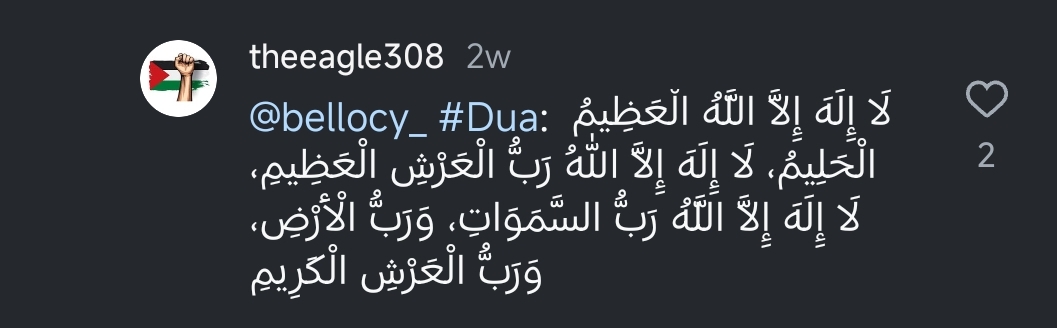 theeagle308 2w
@bellocy_ #Dua: لَا إِلَهَ إِلاَّ اللَّهُ الْعَظِيمُ
الْحَلِيمُ، لَا إِلَهَ إِلاَّ اللهُ رَبُّ الْعَرْشِ الْعَظِيمِ،
لَا إِلَهَ إِلاَّ اللَّهُ رَبُّ السَّمَوَاتِ، وَرَبُّ الْأَرْضِ،
وَرَبُّ الْعَرْشِ الْكَرِيمِ
2